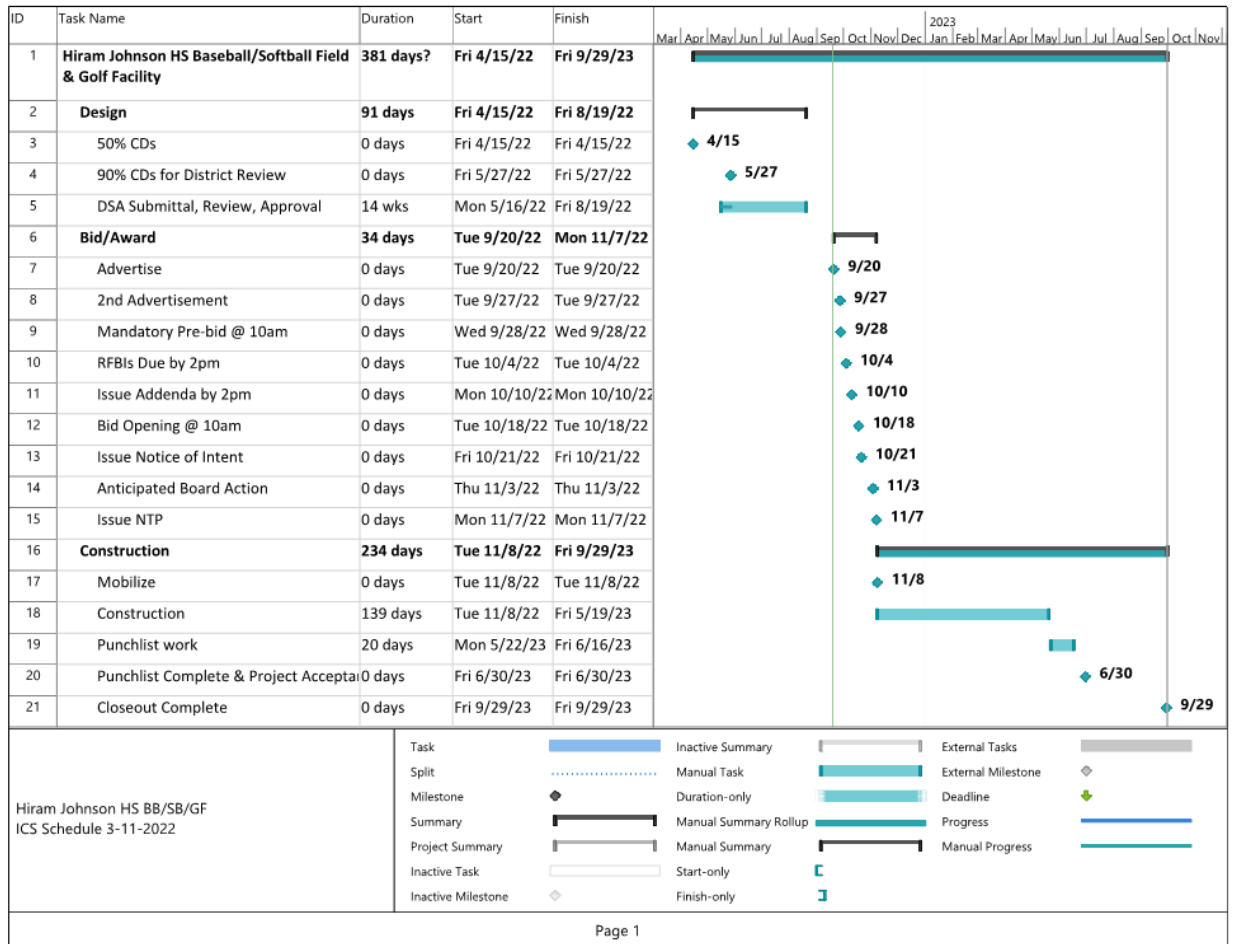 ID Task Name Duration Start Finish
2023
Mar Apr May Jun Jul Aug Sep Oct Nov Dec Jan Feb Mar Apr May Jun Jul Aug Sep Oct Nov
1 Hiram Johnson HS Baseball/Softball Field 381 days? Fri 4/15/22 Fri 9/29/23
& Golf Facility
2 Design 91 days Fri 4/15/22 Fri 8/19/22
3 50% CDs 0 days Fri 4/15/22 Fri 4/15/22 4/15
4 90% CDs for District Review 0 days Fri 5/27/22 Fri 5/27/22 5/27
5 DSA Submittal, Review, Approval 14 wks Mon 5/16/22 Fri 8/19/22
6 Bid/Award 34 days Tue 9/20/22 Mon 11/7/22
7 Advertise 0 days Tue 9/20/22 Tue 9/20/22 9/20
8 2nd Advertisement 0 days Tue 9/27/22 Tue 9/27/22 9/27
9 Mandatory Pre-bid @ 10am 0 days Wed 9/28/22 Wed 9/28/22 9/28
10 RFBIs Due by 2pm 0 days Tue 10/4/22 Tue 10/4/22 10/4
11 Issue Addenda by 2pm 0 days Mon 10/10/22 Mon 10/10/22 10/10
12 Bid Opening @ 10am 0 days Tue 10/18/22 Tue 10/18/22 10/18
13 Issue Notice of Intent 0 days Fri 10/21/22 Fri 10/21/22 10/21
14 Anticipated Board Action 0 days Thu 11/3/22 Thu 11/3/22 11/3
15 Issue NTP 0 days Mon 11/7/22 Mon 11/7/22 11/7
16 Construction 234 days Tue 11/8/22 Fri 9/29/23
17 Mobilize 0 days Tue 11/8/22 Tue 11/8/22 11/8
18 Construction 139 days Tue 11/8/22 Fri 5/19/23
19 Punchlist work 20 days Mon 5/22/23 Fri 6/16/23
20 Punchlist Complete & Project Accepta 0 days Fri 6/30/23 Fri 6/30/23 6/30
21 Closeout Complete 0 days Fri 9/29/23 Fri 9/29/23 9/29
Hiram Johnson HS BB/SB/GF
ICS Schedule 3-11-2022
Task Inactive Summary External Tasks
Split Manual Task External Milestone
Milestone Duration-only Deadline
Summary Manual Summary Rollup Progress
Project Summary Manual Summary Manual Progress
Inactive Task Start-only
Inactive Milestone Finish-only
Page 1